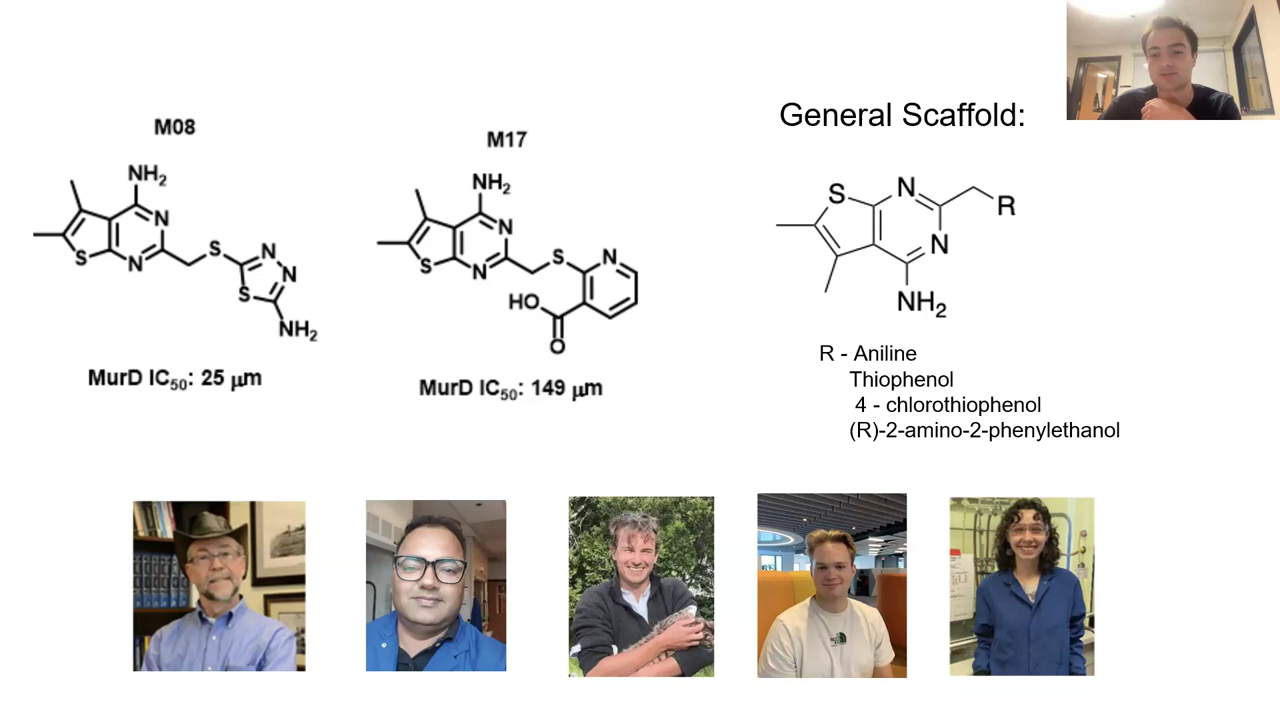 M08
NH2
N
N
S
S
N
N
S
NH2
MurD IC50: 25 μm
M17
NH2
N
N
S
S
N
HO
O
MurD IC50: 149 μm
General Scaffold:
S
N
R
N
NH2
R - Aniline
Thiophenol
4 - chlorothiophenol
(R)-2-amino-2-phenylethanol